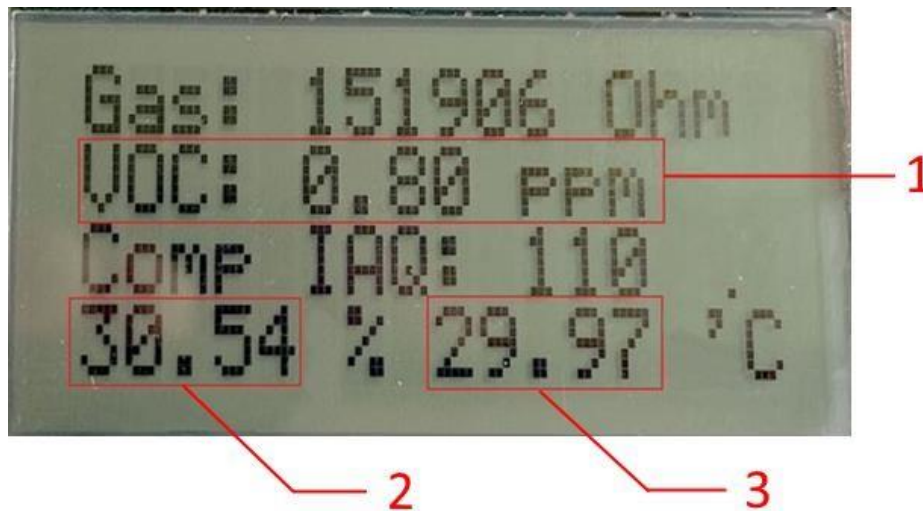 Gas: 151906 Ohm
VOC: 0.80 ppm
1
Comp IAQ: 110
30.54 % 29.97 °C
2
3